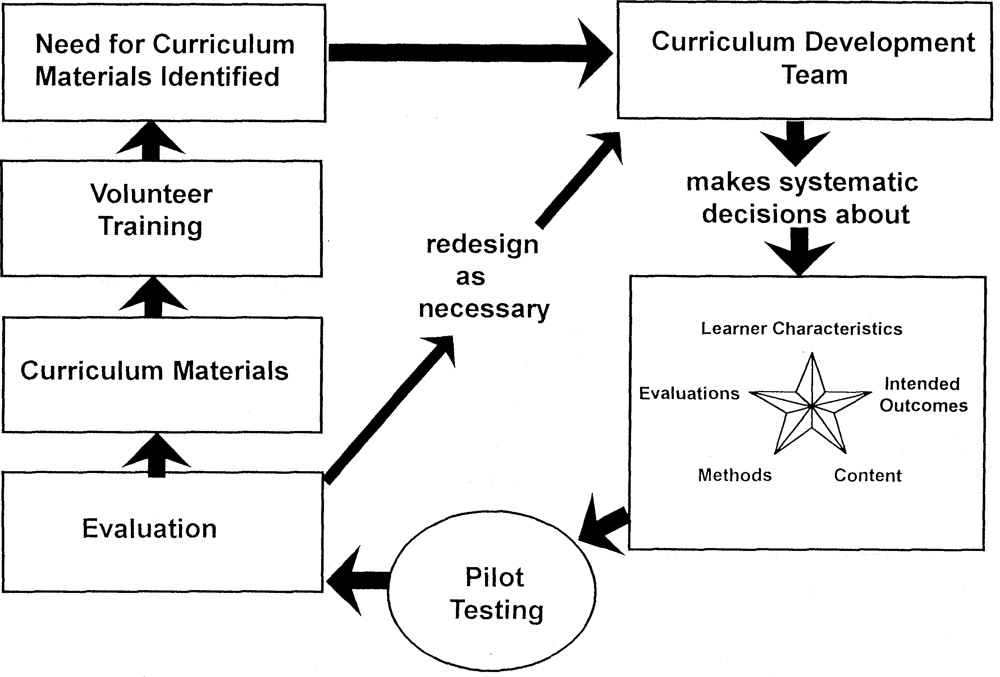 Need for Curriculum
Materials Identified
Curriculum Development
Team
makes systematic
decisions about
Learner Characteristics
Evaluations
Intended
Outcomes
Methods
Content
Pilot
Testing
Evaluation
redesign
as
necessary
Curriculum Materials
Volunteer
Training